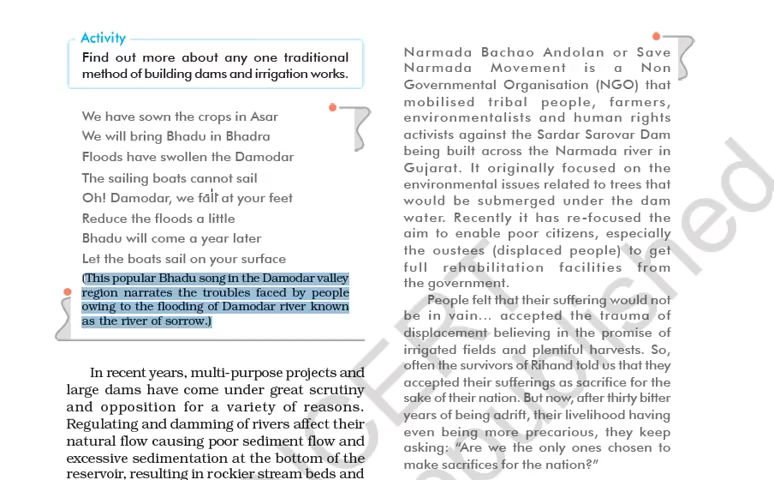 Activity
Find out more about any one traditional
method of building dams and irrigation works.
We have sown the crops in Asar
We will bring Bhadu in Bhadra
Floods have swollen the Damodar
The sailing boats cannot sail
Oh! Damodar, we fall at your feet
Reduce the floods a little
Bhadu will come a year later
Let the boats sail on your surface
(This popular Bhadu song in the Damodar valley
region narrates the troubles faced by people
owing to the flooding of Damodar river known
as the river of sorrow.)
In recent years, multi-purpose projects and
large dams have come under great scrutiny
and opposition for a variety of reasons.
Regulating and damming of rivers affect their
natural flow causing poor sediment flow and
excessive sedimentation at the bottom of the
reservoir, resulting in rockier stream beds and
Narmada Bachao Andolan or Save
Narmada Movement is a Non
Governmental Organisation (NGO) that
mobilised tribal people, farmers,
environmentalists and human rights
activists against the Sardar Sarovar Dam
being built across the Narmada river in
Gujarat. It originally focused on the
environmental issues related to trees that
would be submerged under the dam
water. Recently it has re-focused the
aim to enable poor citizens, especially
the oustees (displaced people) to get
full rehabilitation facilities from
the government.
People felt that their suffering would not
be in vain... accepted the trauma of
displacement believing in the promise of
irrigated fields and plentiful harvests. So,
often the survivors of Rihand told us that they
accepted their sufferings as sacrifice for the
sake of their nation. But now, after thirty bitter
years of being adrift, their livelihood having
even being more precarious, they keep
asking: “Are we the only ones chosen to
make sacrifices for the nation?”
NCERT
republished